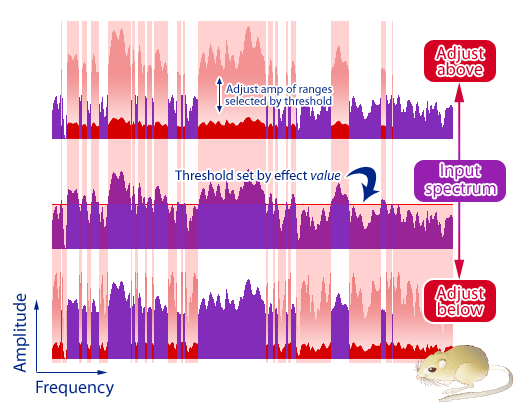 Adjust
above
Adjust amp of ranges
selected by threshold
Threshold set by effect value
Input
spectrum
Adjust
below
Amplitude
Frequency